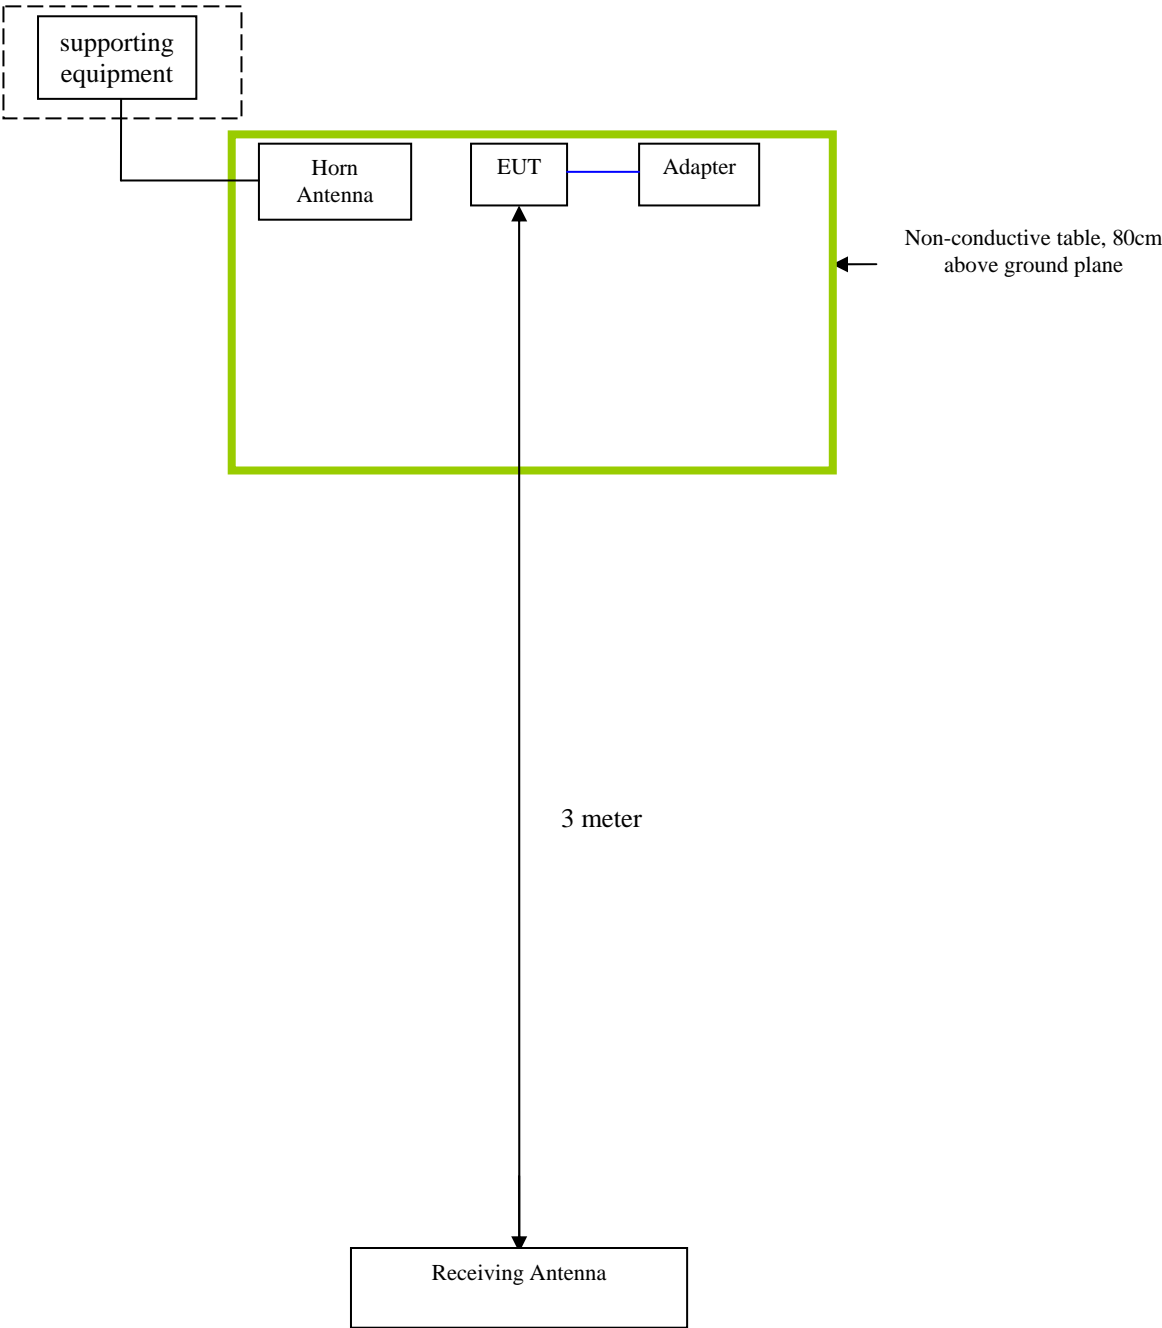 supporting
equipment
Horn
Antenna
EUT
Adapter
Non-conductive table, 80cm
above ground plane
3 meter
Receiving Antenna